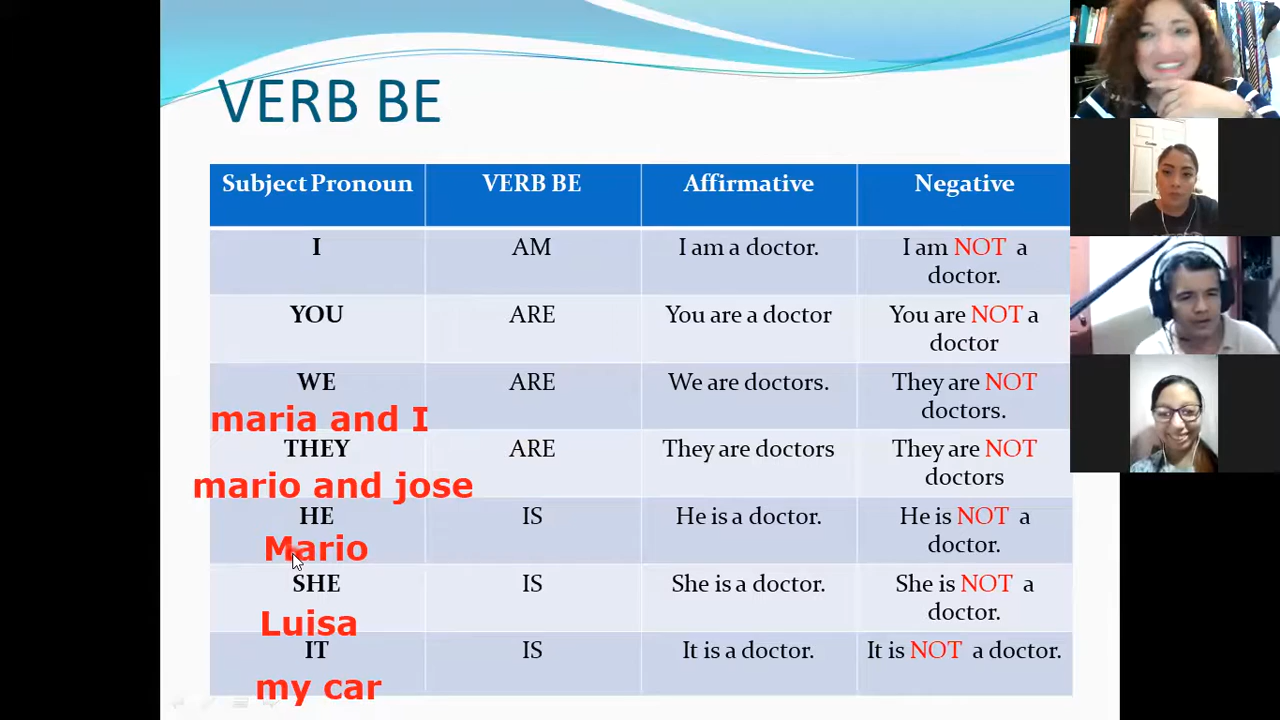 VERB BE
Subject Pronoun VERB BE Affirmative Negative
I AM I am a doctor. I am NOT a
doctor.
YOU ARE You are a doctor You are NOT a
doctor
WE ARE We are doctors. They are NOT
doctors.
maria and I
THEY ARE They are doctors They are NOT
doctors
mario and jose
HE IS He is a doctor. He is NOT a
doctor.
Mario
SHE IS She is a doctor. She is NOT a
doctor.
Luisa
IT IS It is a doctor. It is NOT a doctor.
my car